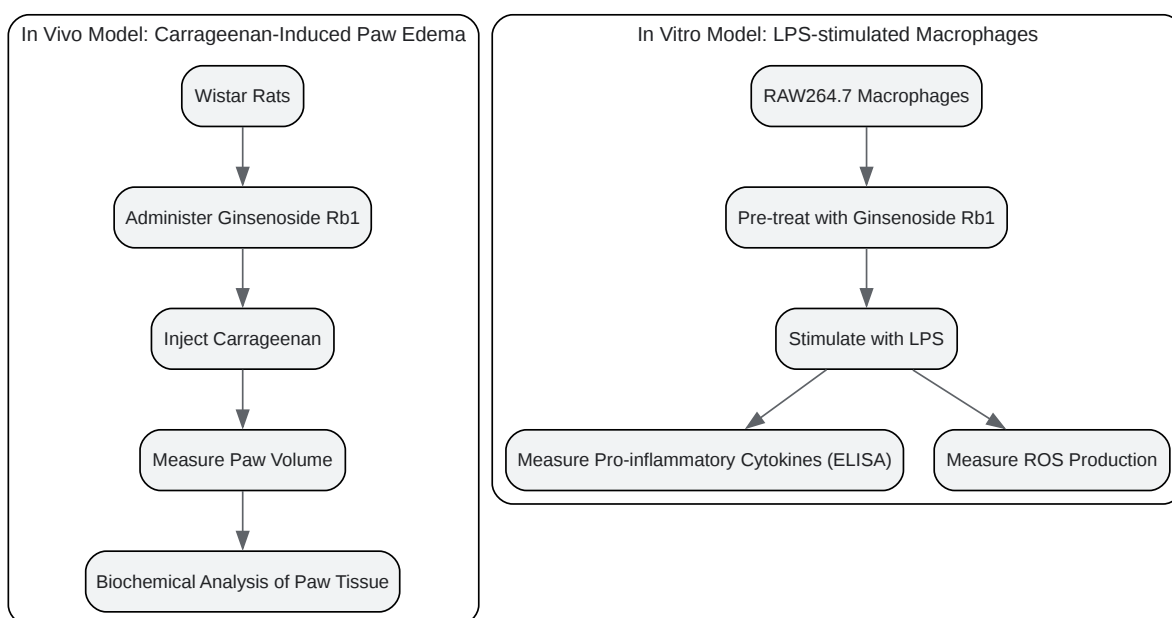 In Vivo Model: Carrageenan-Induced Paw Edema
Wistar Rats
Administer Ginsenoside Rb1
Inject Carrageenan
Measure Paw Volume
Biochemical Analysis of Paw Tissue
In Vitro Model: LPS-stimulated Macrophages
RAW264.7 Macrophages
Pre-treat with Ginsenoside Rb1
Stimulate with LPS
Measure Pro-inflammatory Cytokines (ELISA)
Measure ROS Production